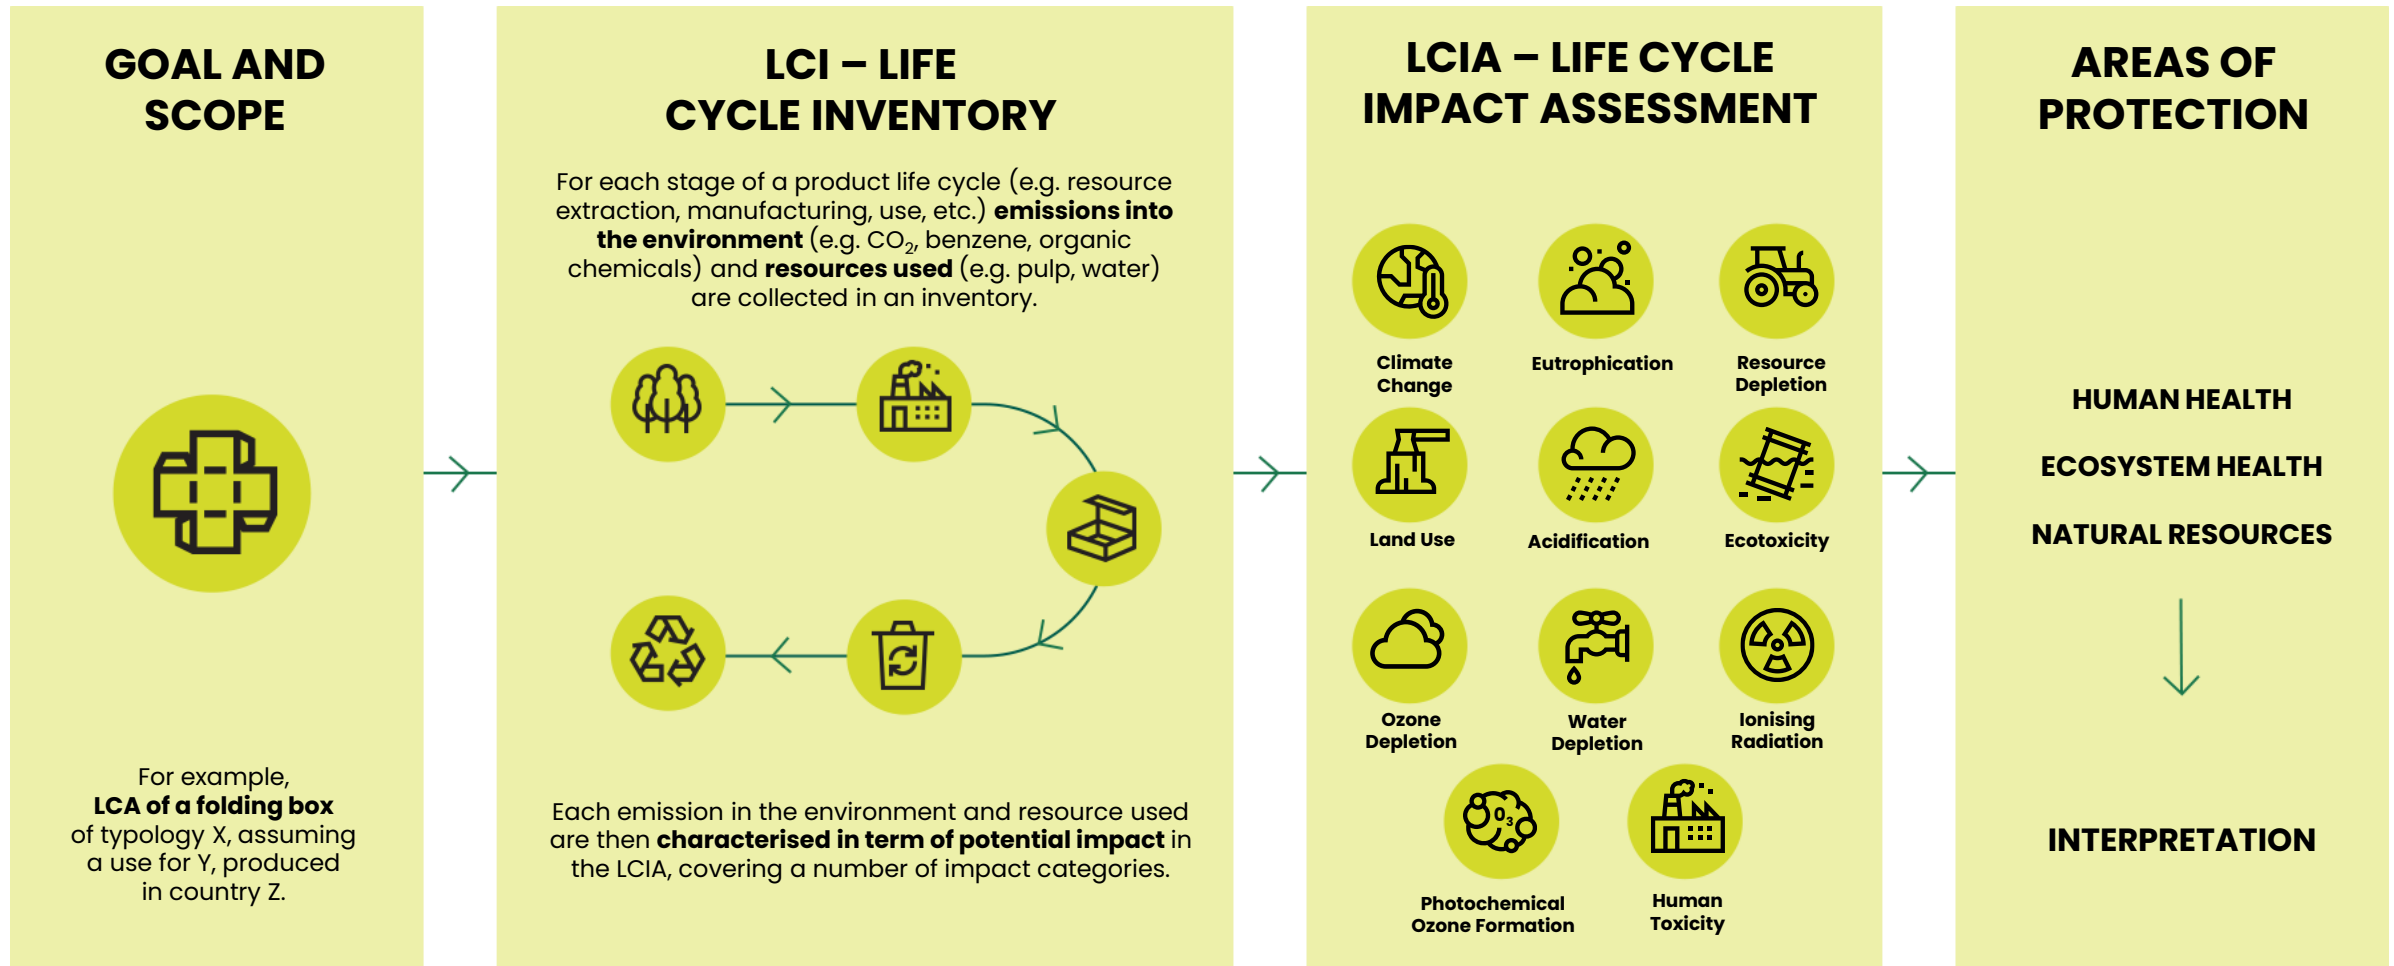 GOAL AND
SCOPE
For example,
LCA of a folding box
of typology X, assuming
a use for Y, produced
in country Z.
LCI – LIFE
CYCLE INVENTORY
For each stage of a product life cycle (e.g. resource
extraction, manufacturing, use, etc.) emissions into
the environment (e.g. CO₂, benzene, organic
chemicals) and resources used (e.g. pulp, water)
are collected in an inventory.
Each emission in the environment and resource used
are then characterised in term of potential impact in
the LCIA, covering a number of impact categories.
LCIA – LIFE CYCLE
IMPACT ASSESSMENT
Climate
Change
Eutrophication
Resource
Depletion
Land Use
Acidification
Ecotoxicity
Ozone
Depletion
Water
Depletion
Ionising
Radiation
O₃
Photochemical
Ozone Formation
Human
Toxicity
AREAS OF
PROTECTION
HUMAN HEALTH
ECOSYSTEM HEALTH
NATURAL RESOURCES
INTERPRETATION